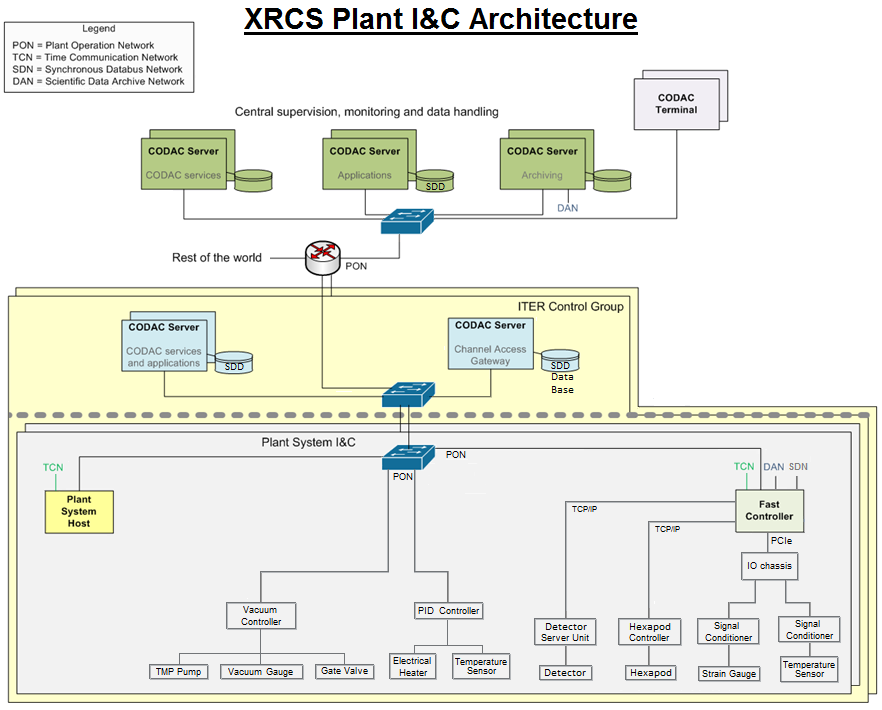 XRCS Plant I&C Architecture
Legend
PON = Plant Operation Network
TCN = Time Communication Network
SDN = Synchronous Databus Network
DAN = Scientific Data Archive Network
Central supervision, monitoring and data handling
CODAC
Terminal
CODAC Server
CODAC services
CODAC Server
Applications
SDD
CODAC Server
Archiving
DAN
Rest of the world
PON
ITER Control Group
CODAC Server
CODAC services
and applications
SDD
CODAC Server
Channel Access
Gateway
SDD
Data
Base
Plant System I&C
PON
PON
TCN
Plant
System
Host
TCN
DAN
SDN
Fast
Controller
TCP/IP
TCP/IP
PCIe
IO chassis
Vacuum
Controller
PID Controller
Detector
Server Unit
Hexapod
Controller
Signal
Conditioner
Signal
Conditioner
TMP Pump
Vacuum Gauge
Gate Valve
Electrical
Heater
Temperature
Sensor
Detector
Hexapod
Strain Gauge
Temperature
Sensor